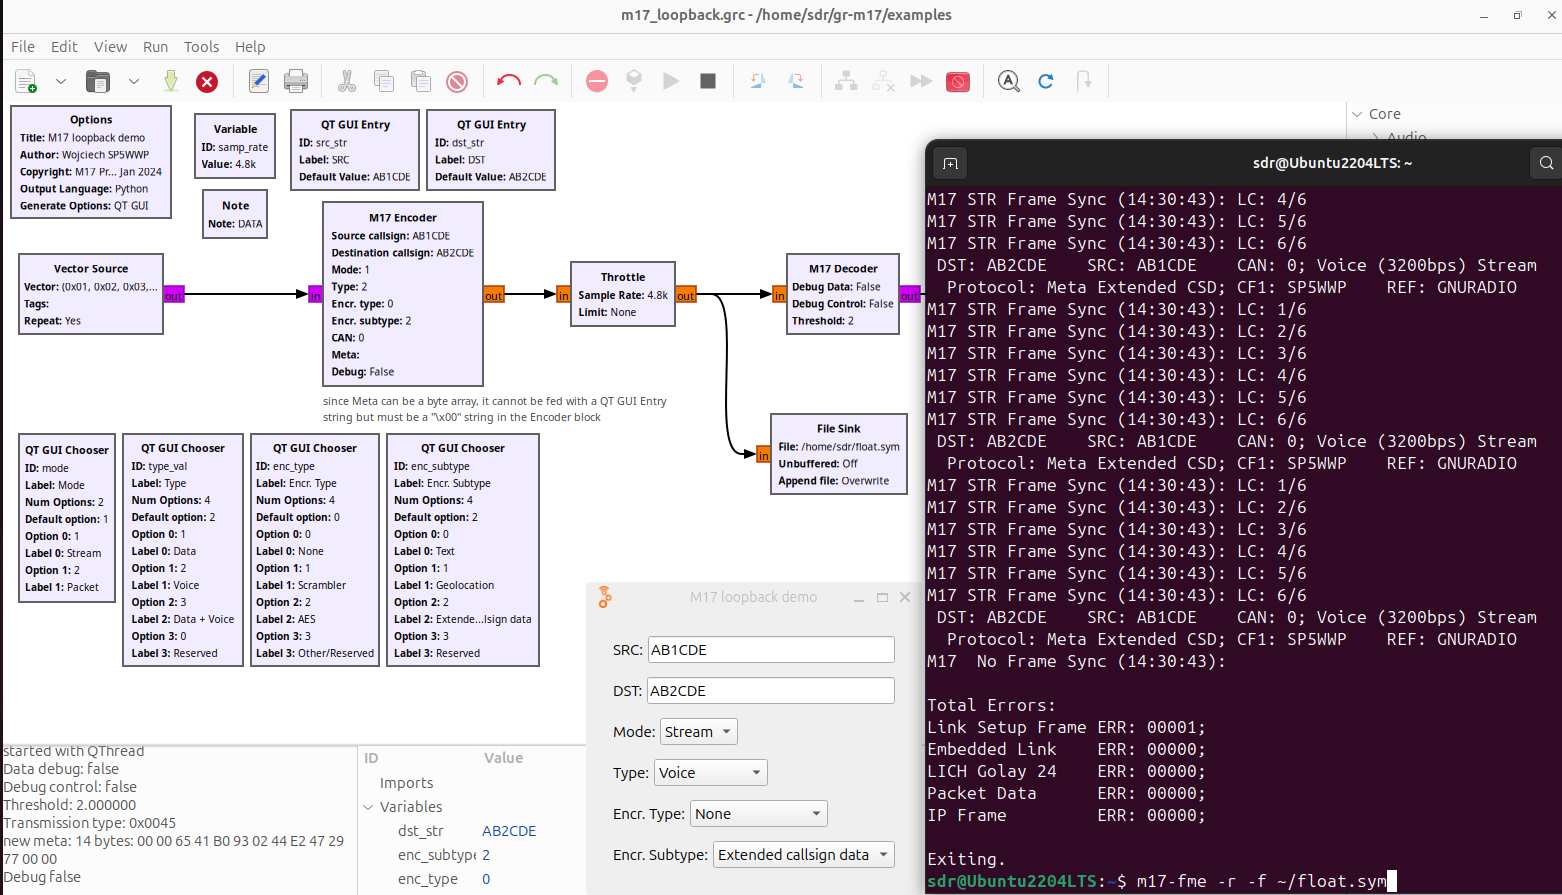 m17_loopback.grc - /home/sdr/gr-m17/examples
File Edit View Run Tools Help
Options
Title: M17 loopback demo
Author: Wojciech SP5WWP
Copyright: M17 Pr... Jan 2024
Output Language: Python
Generate Options: QT GUI
Variable
ID: samp_rate
Value: 4.8k
Note
Note: DATA
QT GUI Entry
ID: src_str
Label: SRC
Default Value: AB1CDE
QT GUI Entry
ID: dst_str
Label: DST
Default Value: AB2CDE
Vector Source
Vector: (0x01, 0x02, 0x03,...
Tags:
Repeat: Yes
out
in
M17 Encoder
Source callsign: AB1CDE
Destination callsign: AB2CDE
Mode: 1
Type: 2
Encr. type: 0
Encr. subtype: 2
CAN: 0
Meta:
Debug: False
out
since Meta can be a byte array, it cannot be fed with a QT GUI Entry
string but must be a "\x00" string in the Encoder block
in
Throttle
Sample Rate: 4.8k
Limit: None
out
in
M17 Decoder
Debug Data: False
Debug Control: False
Threshold: 2
out
in
File Sink
File: /home/sdr/float.sym
Unbuffered: Off
Append file: Overwrite
QT GUI Chooser
ID: mode
Label: Mode
Num Options: 2
Default option: 1
Option 0: 1
Label 0: Stream
Option 1: 2
Label 1: Packet
QT GUI Chooser
ID: type_val
Label: Type
Num Options: 4
Default option: 2
Option 0: 1
Label 0: Data
Option 1: 2
Label 1: Voice
Option 2: 3
Label 2: Data + Voice
Option 3: 0
Label 3: Reserved
QT GUI Chooser
ID: enc_type
Label: Encr. Type
Num Options: 4
Default option: 0
Option 0: 0
Label 0: None
Option 1: 1
Label 1: Scrambler
Option 2: 2
Label 2: AES
Option 3: 3
Label 3: Other/Reserved
QT GUI Chooser
ID: enc_subtype
Label: Encr. Subtype
Num Options: 4
Default option: 2
Option 0: 0
Label 0: Text
Option 1: 1
Label 1: Geolocation
Option 2: 2
Label 2: Extende...lsign data
Option 3: 3
Label 3: Reserved
Core
Audio
started with QThread
Data debug: false
Debug control: false
Threshold: 2.000000
Transmission type: 0x0045
new meta: 14 bytes: 00 00 65 41 B0 93 02 44 E2 47 29
77 00 00
Debug false
ID Value
Imports
Variables
dst_str AB2CDE
enc_subtype 2
enc_type 0
M17 loopback demo
SRC: AB1CDE
DST: AB2CDE
Mode: Stream
Type: Voice
Encr. Type: None
Encr. Subtype: Extended callsign data
sdr@Ubuntu2204LTS: ~
M17 STR Frame Sync (14:30:43): LC: 4/6
M17 STR Frame Sync (14:30:43): LC: 5/6
M17 STR Frame Sync (14:30:43): LC: 6/6
DST: AB2CDE SRC: AB1CDE CAN: 0; Voice (3200bps) Stream
Protocol: Meta Extended CSD; CF1: SP5WWP REF: GNURADIO
M17 STR Frame Sync (14:30:43): LC: 1/6
M17 STR Frame Sync (14:30:43): LC: 2/6
M17 STR Frame Sync (14:30:43): LC: 3/6
M17 STR Frame Sync (14:30:43): LC: 4/6
M17 STR Frame Sync (14:30:43): LC: 5/6
M17 STR Frame Sync (14:30:43): LC: 6/6
DST: AB2CDE SRC: AB1CDE CAN: 0; Voice (3200bps) Stream
Protocol: Meta Extended CSD; CF1: SP5WWP REF: GNURADIO
M17 STR Frame Sync (14:30:43): LC: 1/6
M17 STR Frame Sync (14:30:43): LC: 2/6
M17 STR Frame Sync (14:30:43): LC: 3/6
M17 STR Frame Sync (14:30:43): LC: 4/6
M17 STR Frame Sync (14:30:43): LC: 5/6
M17 STR Frame Sync (14:30:43): LC: 6/6
DST: AB2CDE SRC: AB1CDE CAN: 0; Voice (3200bps) Stream
Protocol: Meta Extended CSD; CF1: SP5WWP REF: GNURADIO
M17 No Frame Sync (14:30:43):
Total Errors:
Link Setup Frame ERR: 00001;
Embedded Link ERR: 00000;
LICH Golay 24 ERR: 00000;
Packet Data ERR: 00000;
IP Frame ERR: 00000;
Exiting.
sdr@Ubuntu2204LTS:~$ m17-fme -r -f ~/float.sym